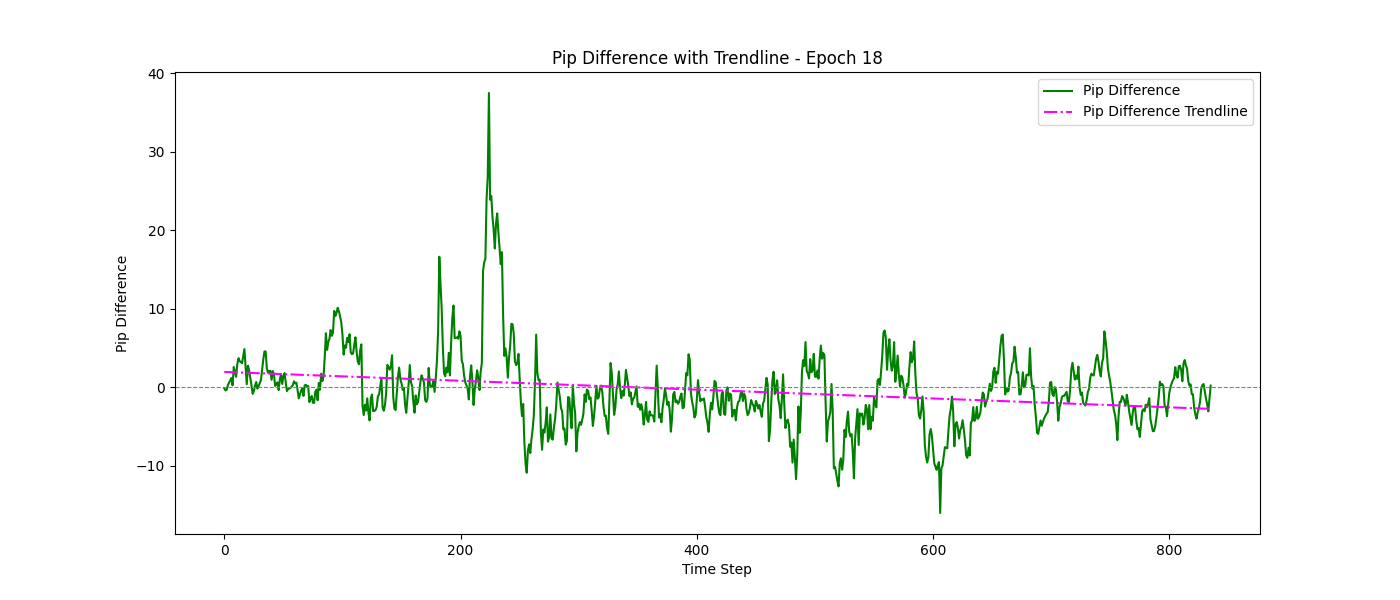 Pip Difference with Trendline - Epoch 18
Pip Difference
Pip Difference Trendline
40
30
20
10
0
−10
Pip Difference
0
200
400
600
800
Time Step